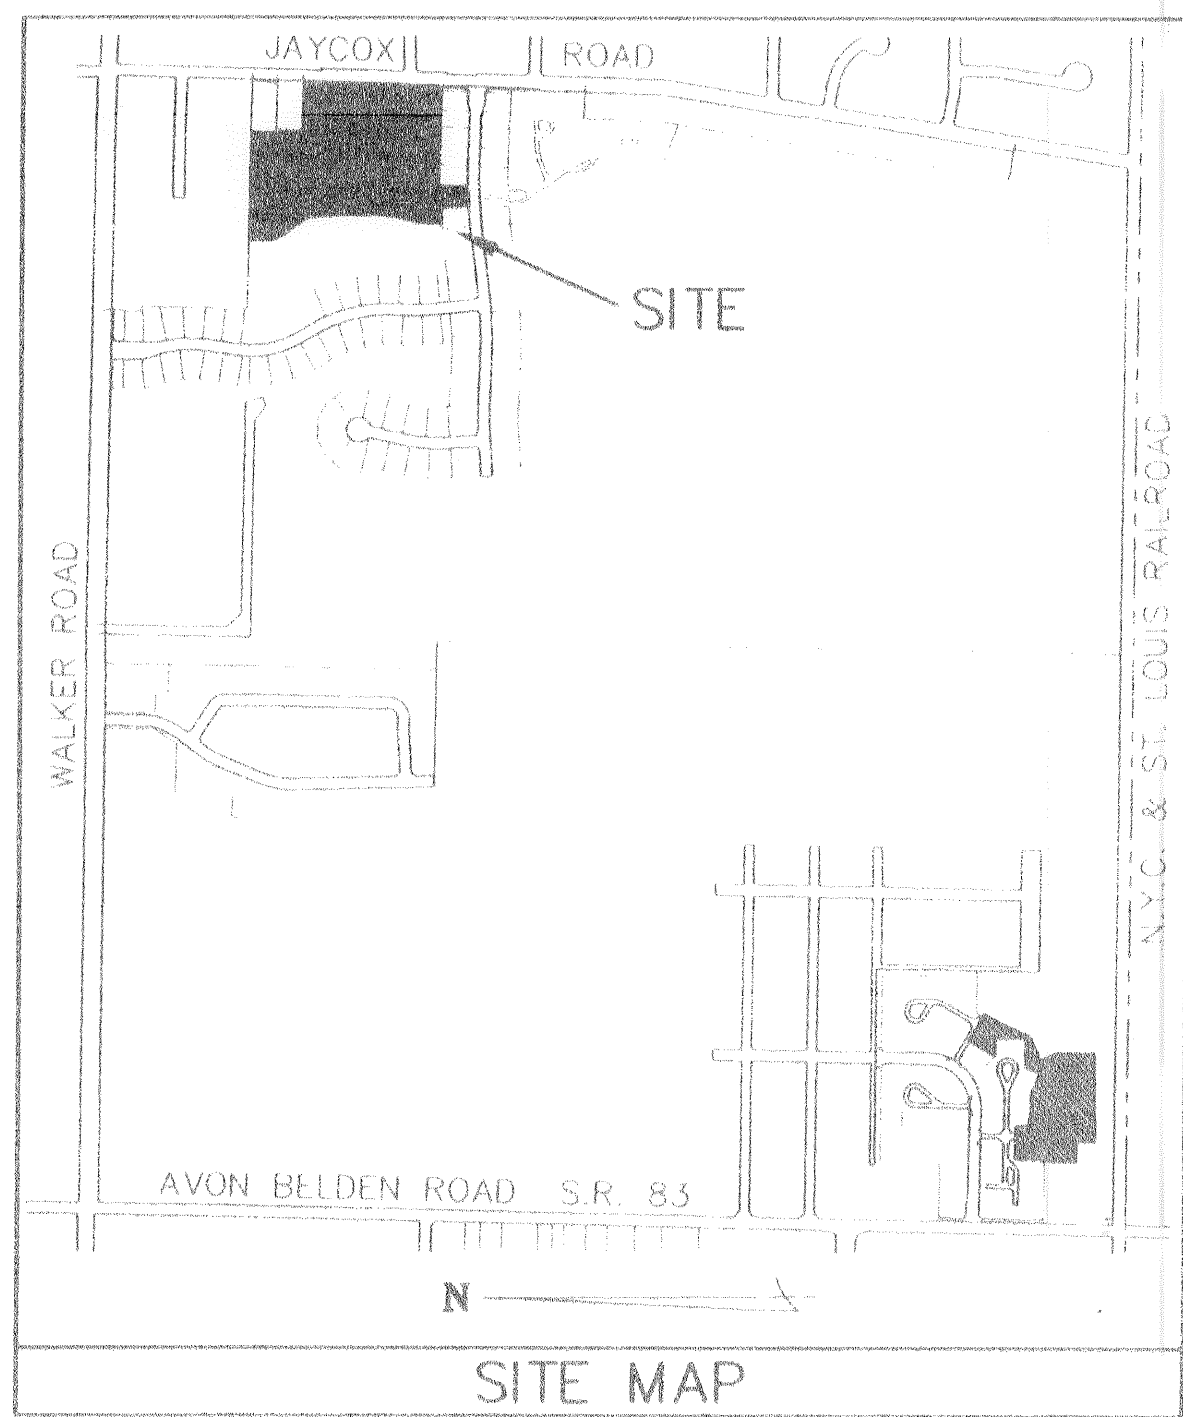 JAYCOX ROAD
SITE
WALKER ROAD
N.Y.C. & ST. LOUIS RAILROAD
AVON BELDEN ROAD S.R. 83
N
SITE MAP